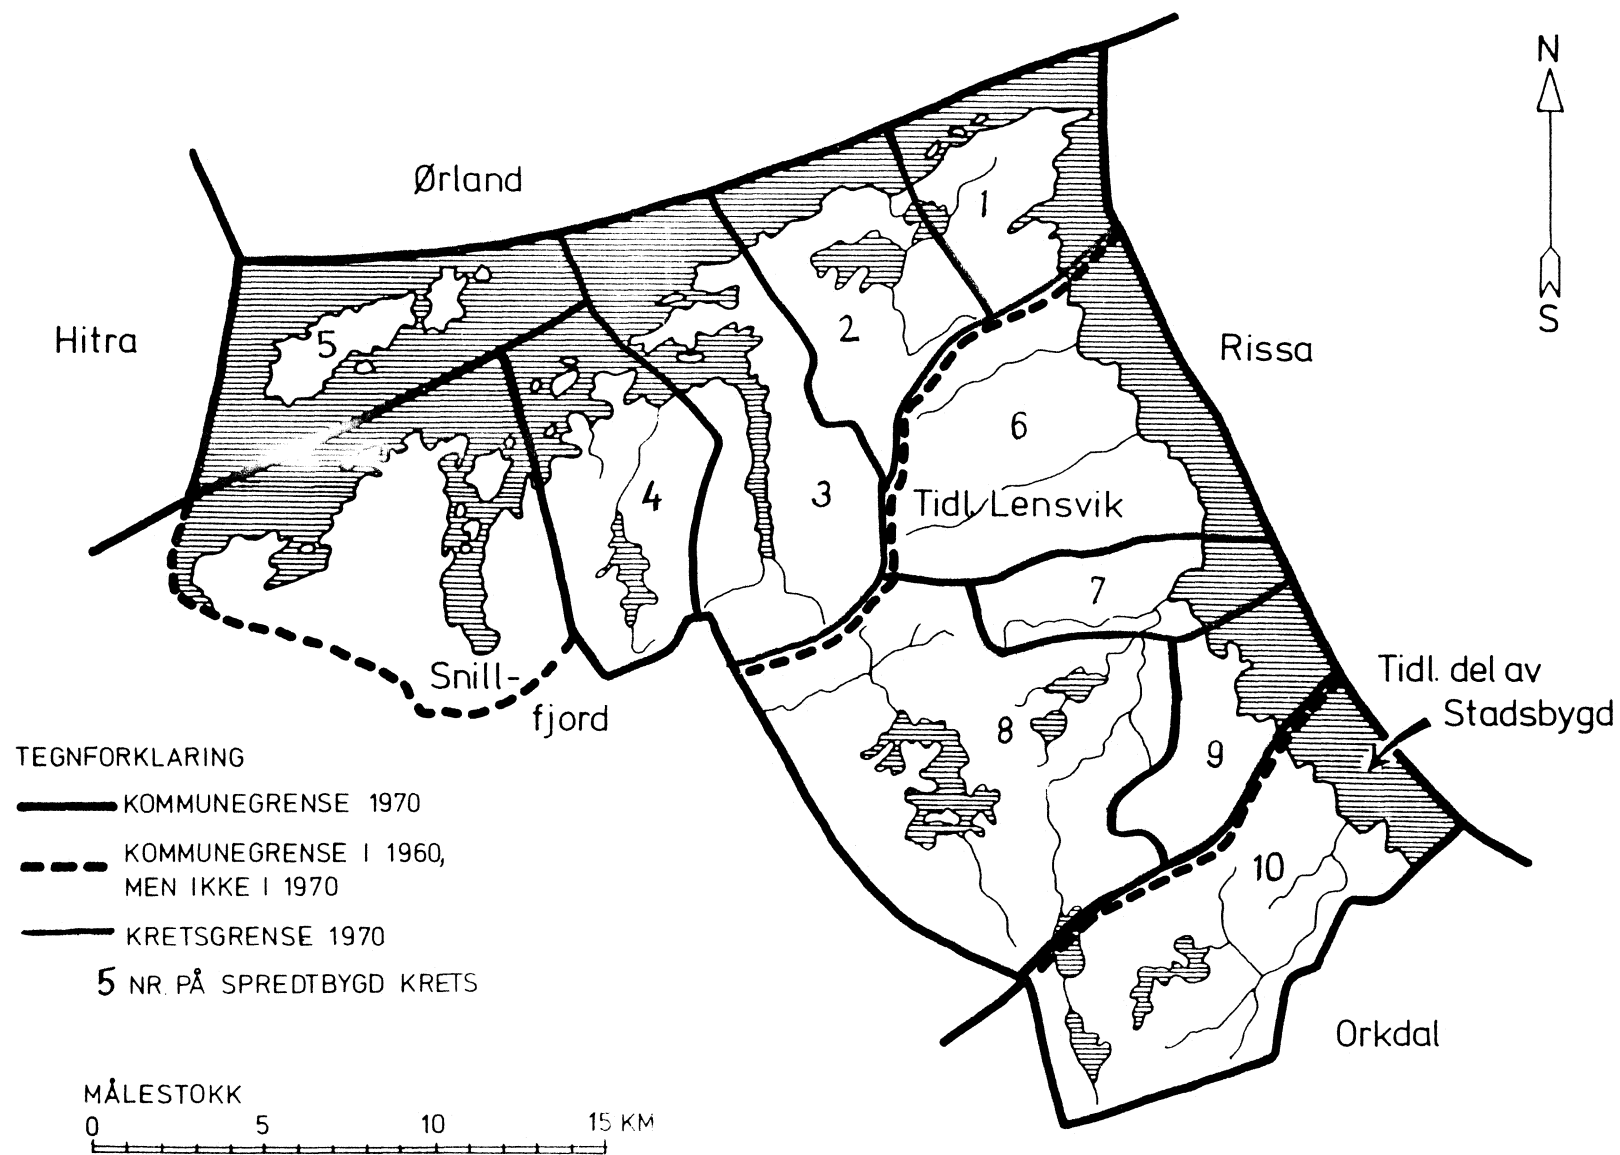 N
S
Ørland
Hitra
Rissa
1
2
3
4
5
6
Tidl. Lensvik
7
8
9
10
Snill-
fjord
Tidl. del av
Stadsbygd
Orkdal
TEGNFORKLARING
KOMMUNEGRENSE 1970
KOMMUNEGRENSE I 1960,
MEN IKKE I 1970
KRETSGRENSE 1970
5 NR. PÅ SPREDTBYGD KRETS
MÅLESTOKK
0 5 10 15 KM